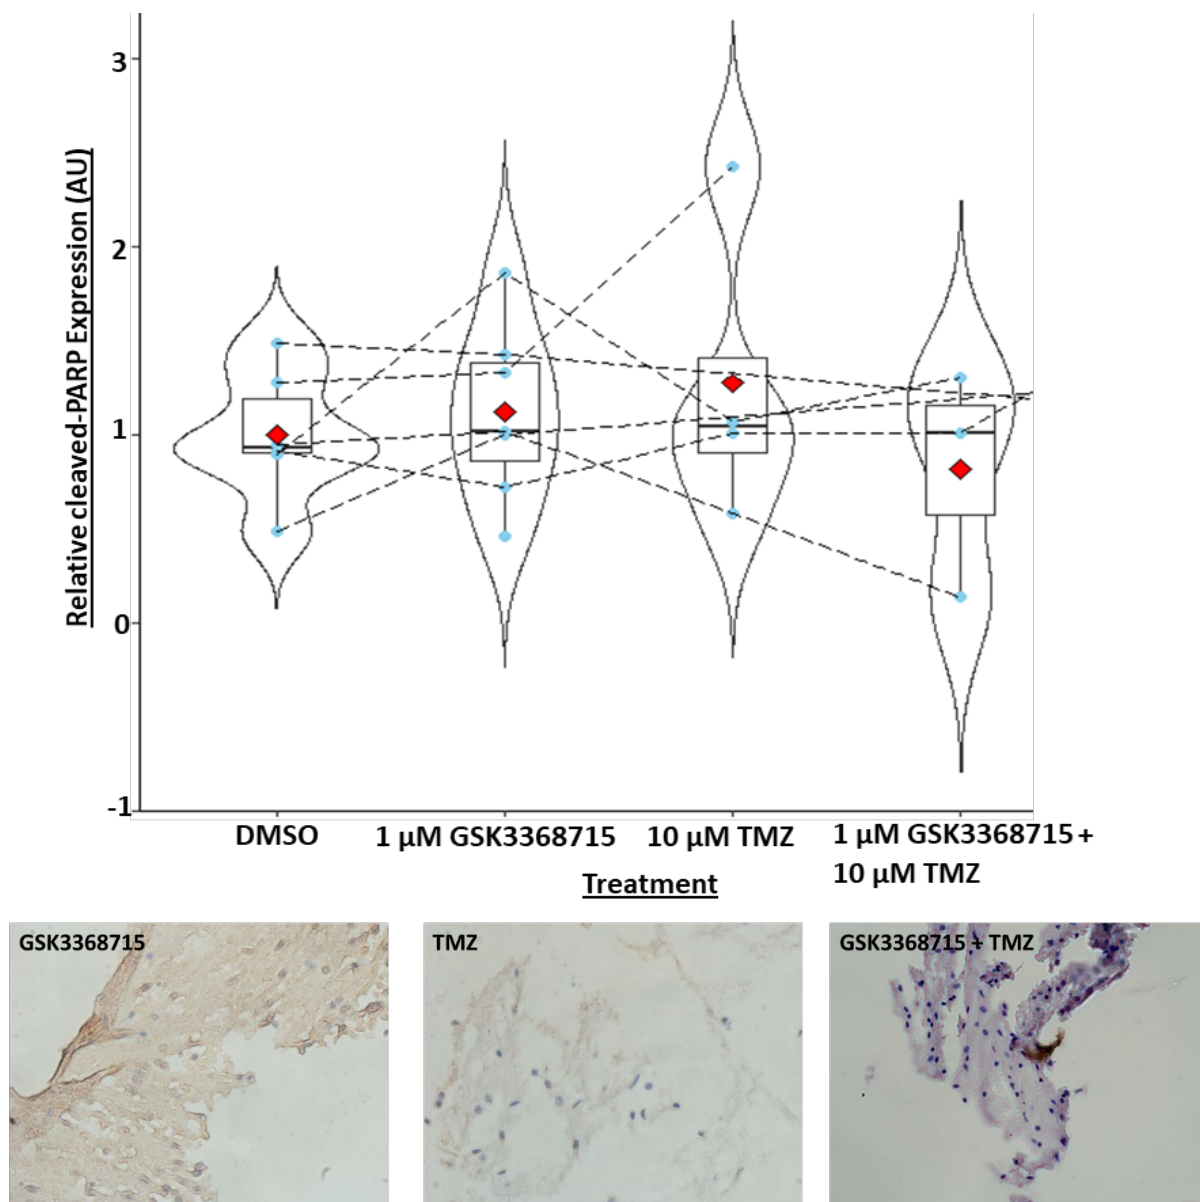 Relative cleaved-PARP Expression (AU)
3
2
1
0
-1
DMSO
1 µM GSK3368715
10 µM TMZ
1 µM GSK3368715 +
10 µM TMZ
Treatment
GSK3368715
TMZ
GSK3368715 + TMZ